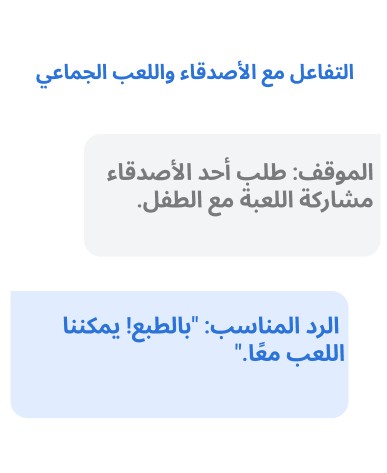 التفاعل مع الأصدقاء واللعب الجماعي
الموقف: طلب أحد الأصدقاء
مشاركة اللعبة مع الطفل.
الرد المناسب: "بالطبع! يمكننا
اللعب معًا."